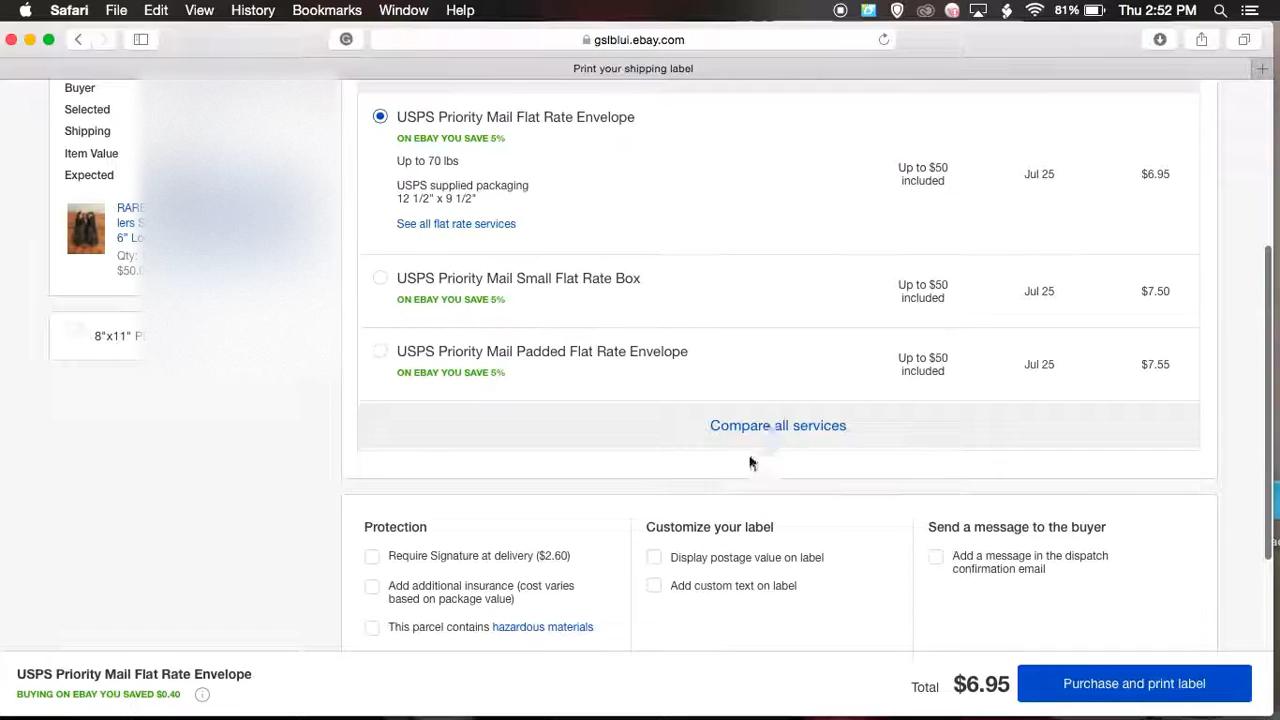 Safari File Edit View History Bookmarks Window Help 81% Thu 2:52 PM
gslblui.ebay.com
Print your shipping label
Buyer
Selected
Shipping
Item Value
Expected
RARE
lers S
6" Lo
Qty:
$50.
8"x11"
USPS Priority Mail Flat Rate Envelope
ON EBAY YOU SAVE 5%
Up to 70 lbs
USPS supplied packaging
12 1/2" x 9 1/2"
See all flat rate services
Up to $50
included
Jul 25
$6.95
USPS Priority Mail Small Flat Rate Box
ON EBAY YOU SAVE 5%
Up to $50
included
Jul 25
$7.50
USPS Priority Mail Padded Flat Rate Envelope
ON EBAY YOU SAVE 5%
Up to $50
included
Jul 25
$7.55
Compare all services
Protection
Require Signature at delivery ($2.60)
Add additional insurance (cost varies
based on package value)
This parcel contains hazardous materials
Customize your label
Display postage value on label
Add custom text on label
Send a message to the buyer
Add a message in the dispatch
confirmation email
USPS Priority Mail Flat Rate Envelope
BUYING ON EBAY YOU SAVED $0.40
Total $6.95
Purchase and print label